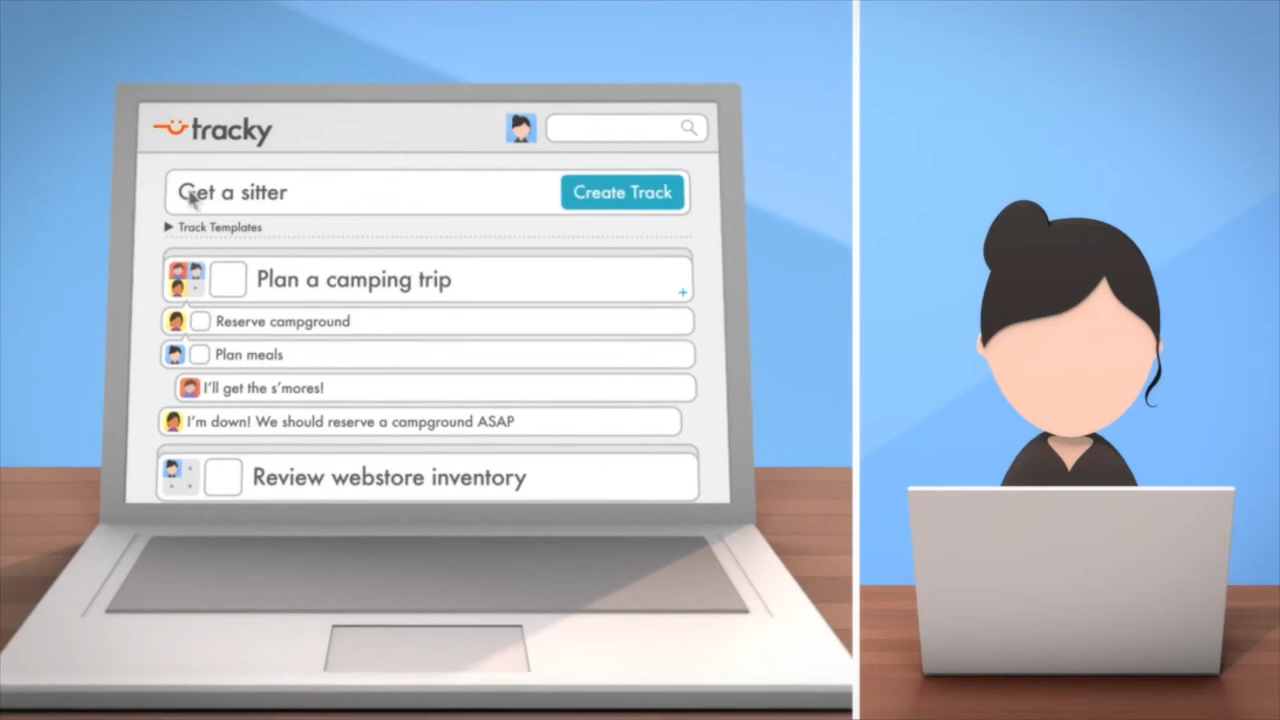 tracky
Get a sitter
Create Track
Track Templates
Plan a camping trip
+
Reserve campground
Plan meals
I'll get the s'mores!
I'm down! We should reserve a campground ASAP
Review webstore inventory